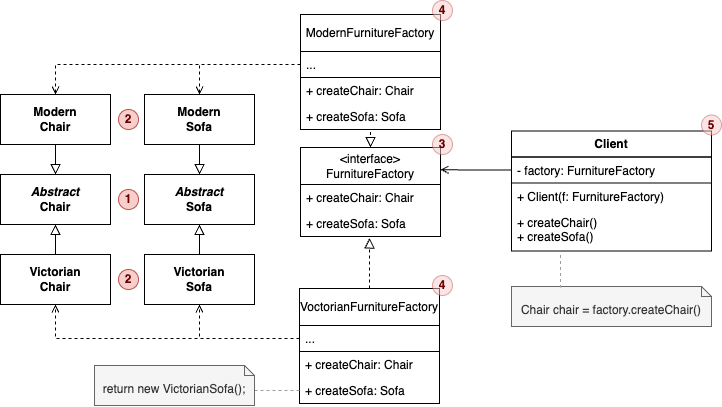 4
ModernFurnitureFactory
...
+ createChair: Chair
+ createSofa: Sofa
Modern
Chair
2
Modern
Sofa
3
<interface>
FurnitureFactory
+ createChair: Chair
+ createSofa: Sofa
5
Client
- factory: FurnitureFactory
+ Client(f: FurnitureFactory)
+ createChair()
+ createSofa()
Abstract
Chair
1
Abstract
Sofa
Victorian
Chair
2
Victorian
Sofa
4
VoctorianFurnitureFactory
...
+ createChair: Chair
+ createSofa: Sofa
Chair chair = factory.createChair()
return new VictorianSofa();